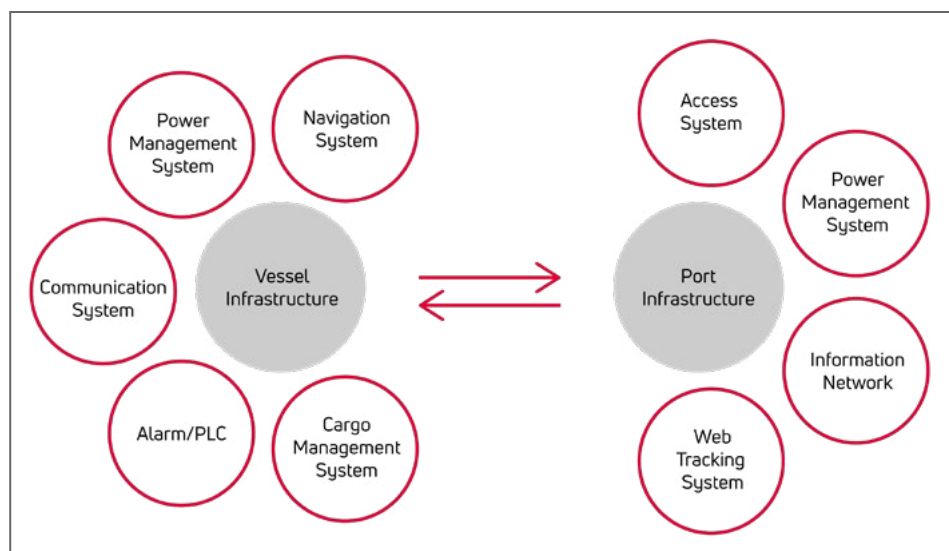 Power
Management
System
Navigation
System
Communication
System
Vessel
Infrastructure
Alarm/PLC
Cargo
Management
System
Access
System
Power
Management
System
Port
Infrastructure
Information
Network
Web
Tracking
System